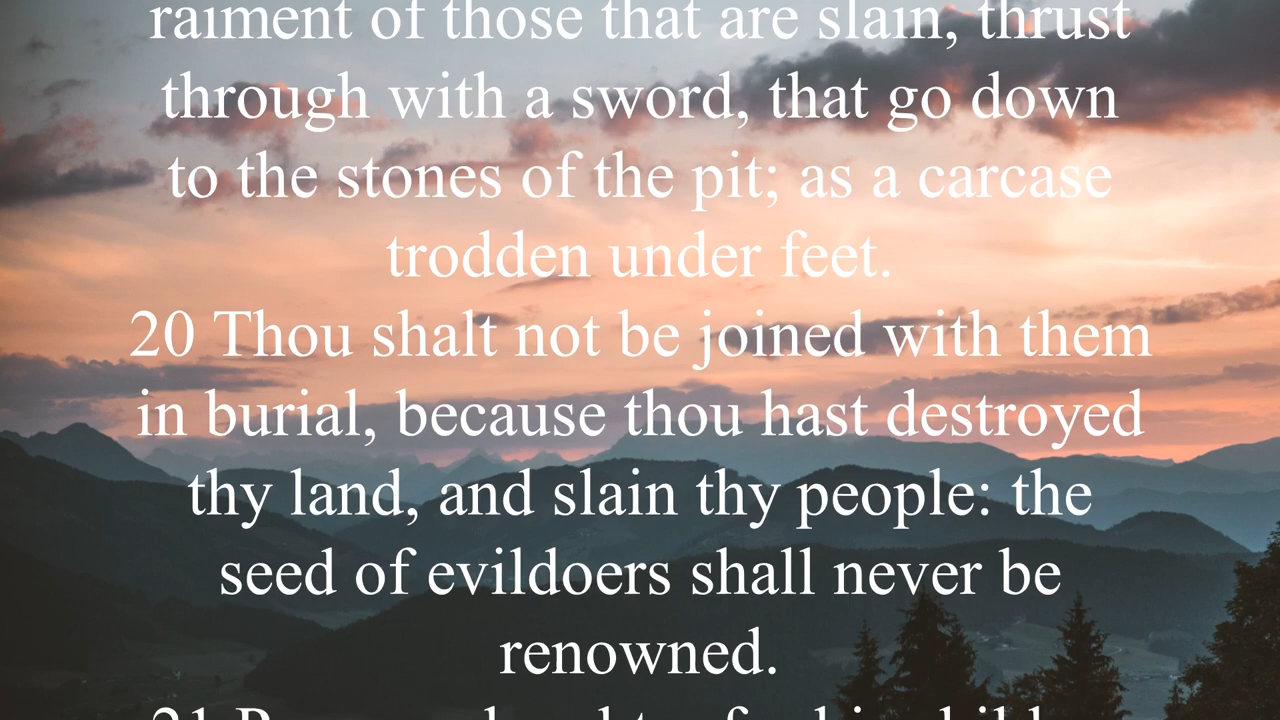 raiment of those that are slain, thrust
through with a sword, that go down
to the stones of the pit; as a carcase
trodden under feet.
20 Thou shalt not be joined with them
in burial, because thou hast destroyed
thy land, and slain thy people: the
seed of evildoers shall never be
renowned.
21